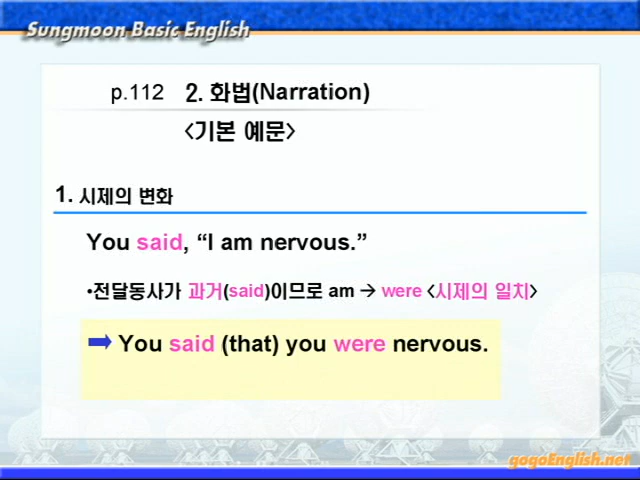 Sungmoon Basic English
p.112 2. 화법(Narration)
<기본 예문>
1. 시제의 변화
You said, “I am nervous.”
•전달동사가 과거(said)이므로 am → were <시제의 일치>
➡ You said (that) you were nervous.
gogoEnglish.net